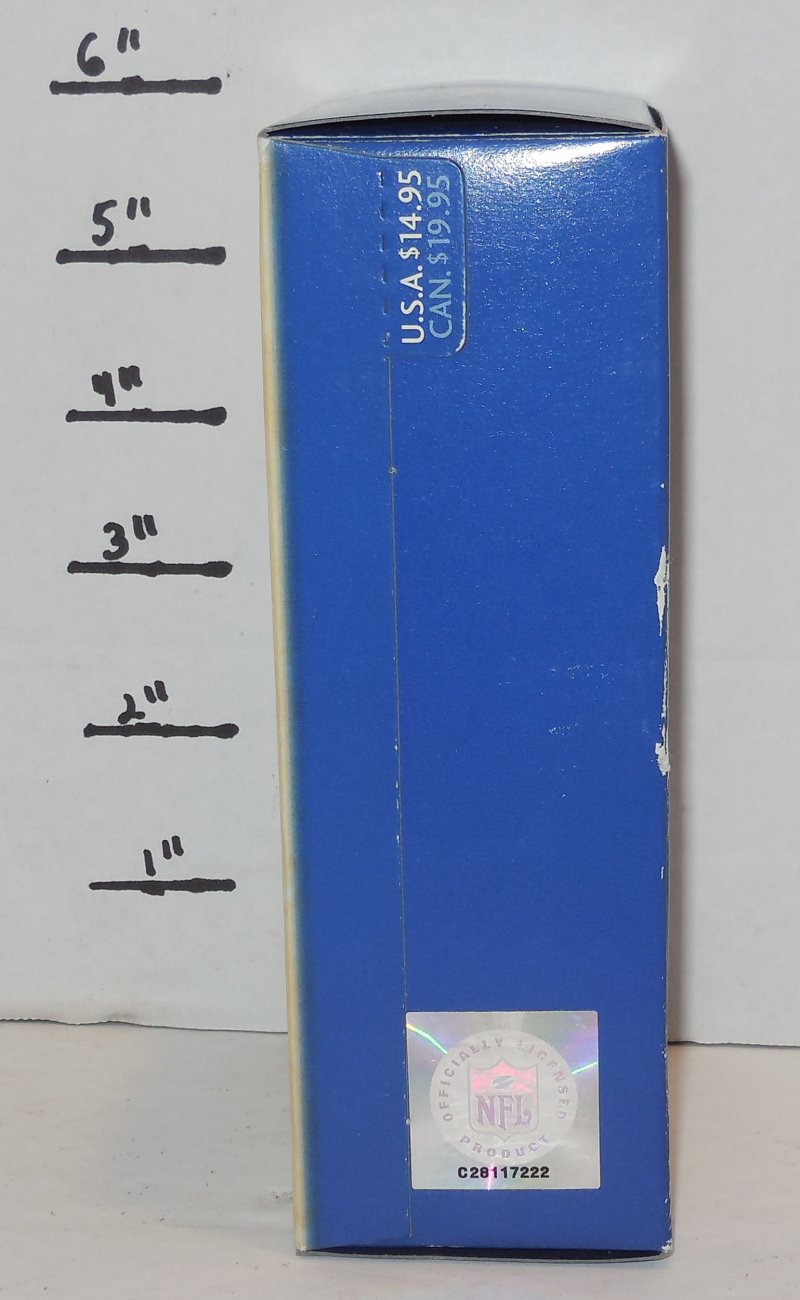 6"
5"
4"
3"
2"
1"
U.S.A. $14.95
CAN. $19.95
OFFICIALLY LICENSED
NFL
PRODUCT
C28117222